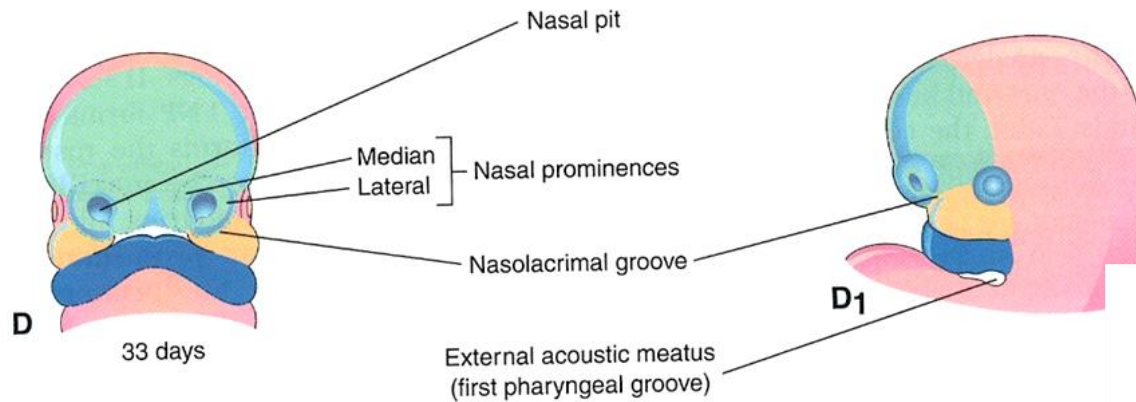 Nasal pit
Median
Lateral
Nasal prominences
Nasolacrimal groove
D
33 days
D1
External acoustic meatus
(first pharyngeal groove)